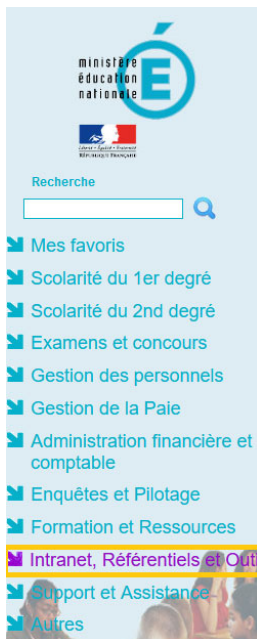 ministère
éducation
nationale
É
Liberté • Égalité • Fraternité
RÉPUBLIQUE FRANÇAISE
Recherche
Mes favoris
Scolarité du 1er degré
Scolarité du 2nd degré
Examens et concours
Gestion des personnels
Gestion de la Paie
Administration financière et
comptable
Enquêtes et Pilotage
Formation et Ressources
Intranet, Référentiels et Outi
Support et Assistance
Autres